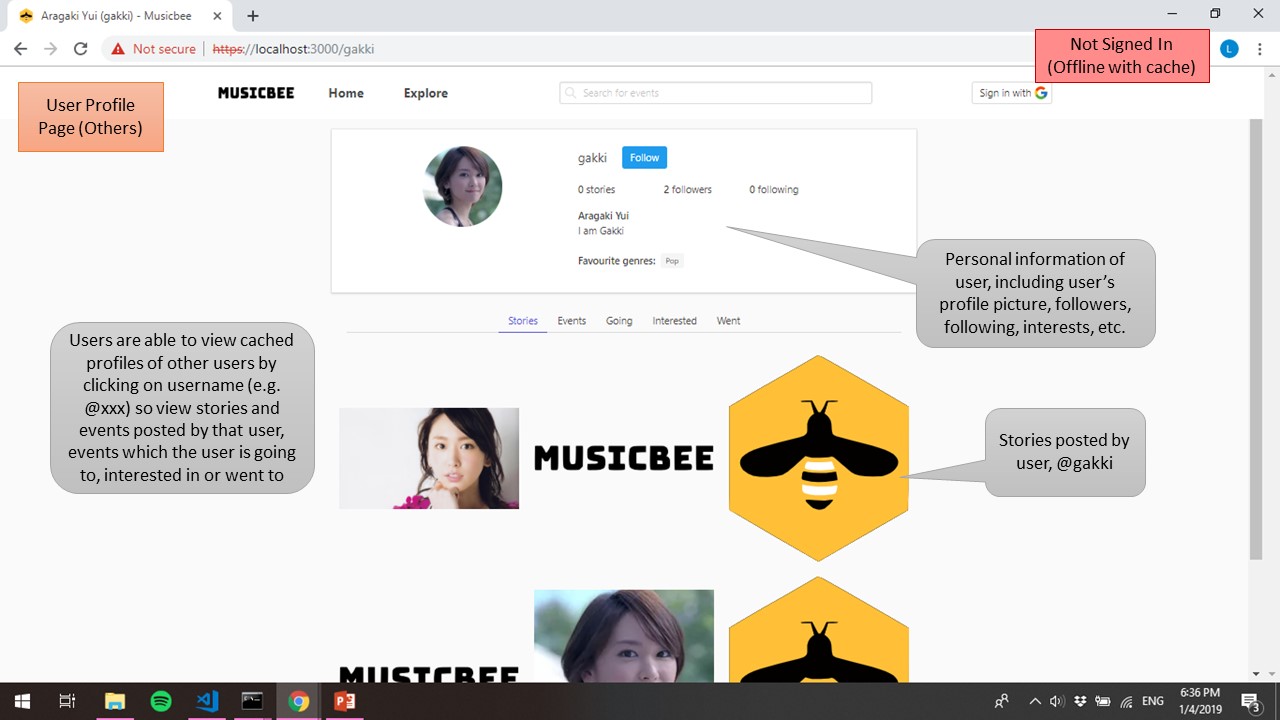 Aragaki Yui (gakki) - Musicbee
Not secure
https://localhost:3000/gakki
L
Not Signed In
(Offline with cache)
User Profile
Page (Others)
MUSICBEE
Home
Explore
Search for events
Sign in with G
gakki
Follow
0 stories
2 followers
0 following
Aragaki Yui
I am Gakki
Favourite genres:
Pop
Personal information of
user, including user’s
profile picture, followers,
following, interests, etc.
Stories
Events
Going
Interested
Went
Users are able to view cached
profiles of other users by
clicking on username (e.g.
@xxx) so view stories and
events posted by that user,
events which the user is going
to, interested in or went to
MUSICBEE
Stories posted by
user, @gakki
MUSICBEE
ENG
6:36 PM
1/4/2019
3